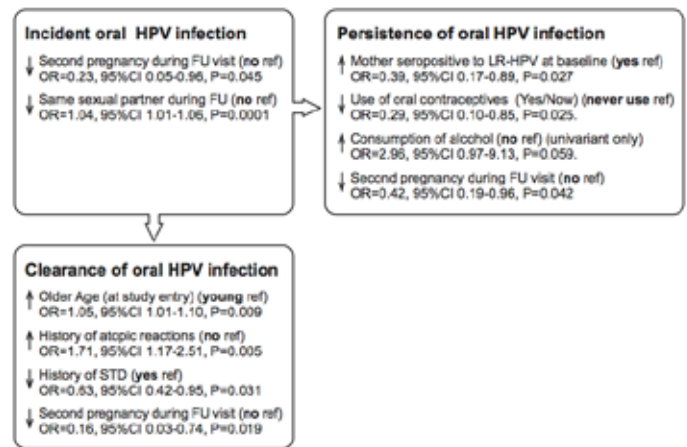 Incident oral HPV infection
↓ Second pregnancy during FU visit (no ref)
OR=0.23, 95%CI 0.05-0.96, P=0.045
↓ Same sexual partner during FU (no ref)
OR=1.04, 95%CI 1.01-1.06, P=0.0001
Persistence of oral HPV infection
↑ Mother seropositive to LR-HPV at baseline (yes ref)
OR=0.39, 95%CI 0.17-0.89, P=0.027
↓ Use of oral contraceptives (Yes/Now) (never use ref)
OR=0.29, 95%CI 0.10-0.85, P=0.025.
↑ Consumption of alcohol (no ref) (univariant only)
OR=2.96, 95%CI 0.97-9.13, P=0.059.
↓ Second pregnancy during FU visit (no ref)
OR=0.42, 95%CI 0.19-0.96, P=0.042
Clearance of oral HPV infection
↑ Older Age (at study entry) (young ref)
OR=1.05, 95%CI 1.01-1.10, P=0.009
↑ History of atopic reactions (no ref)
OR=1.71, 95%CI 1.17-2.51, P=0.005
↓ History of STD (yes ref)
OR=0.63, 95%CI 0.42-0.95, P=0.031
↓ Second pregnancy during FU visit (no ref)
OR=0.16, 95%CI 0.03-0.74, P=0.019